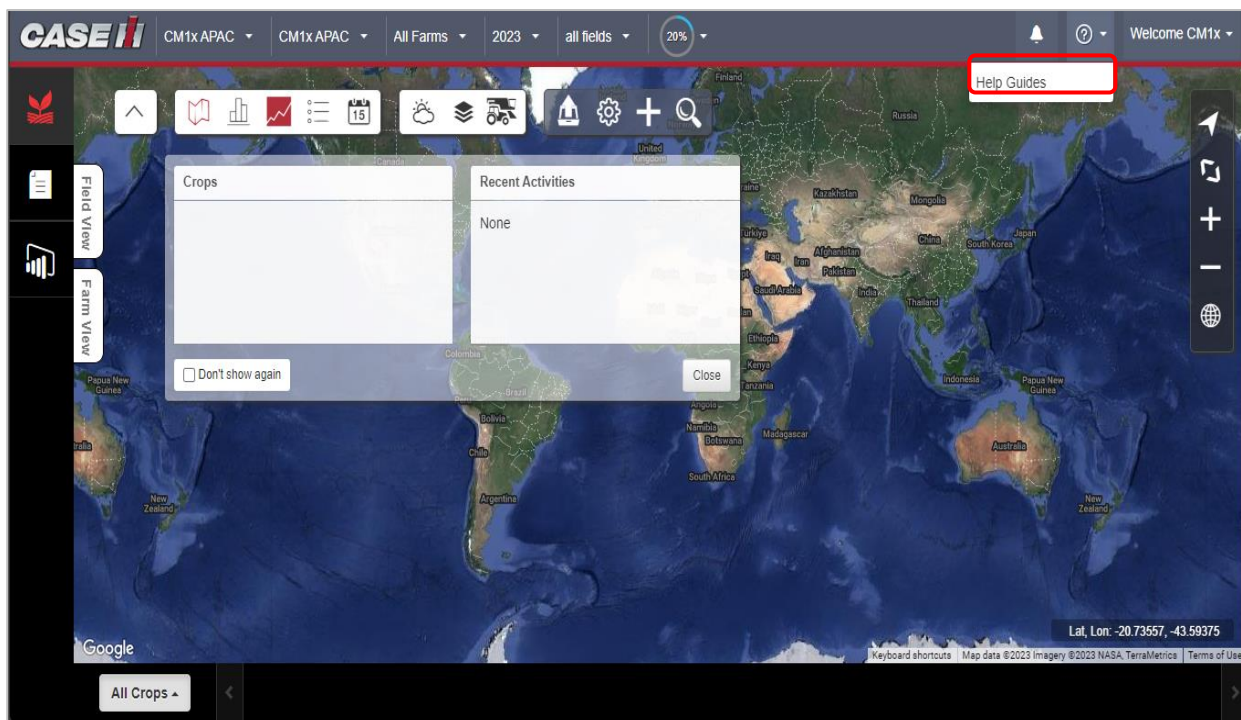 CASE IH
CM1x APAC
CM1x APAC
All Farms
2023
all fields
20%
Welcome CM1x
Help Guides
15
Crops
Recent Activities
None
Don't show again
Close
Field View
Farm View
Finland
Russia
Canada
United
Kingdom
raine
Kazakhstan
Mongolia
Türkiye
Iraq
Iran
Afghanistan
Pakistan
China
South Korea
Japan
Saudi Arabia
India
Thailand
Ethiopia
Kenya
Tanzania
Colombia
Brazil
Bolivia
Chile
Argentina
Angola
Namibia
Botswana
Madagascar
South Africa
Indonesia
Papua New
Guinea
Papua New
Guinea
Australia
tralia
New
Zealand
New
Zealand
Lat, Lon: -20.73557, -43.59375
Google
Keyboard shortcuts
Map data ©2023 Imagery ©2023 NASA, TerraMetrics
Terms of Use
All Crops